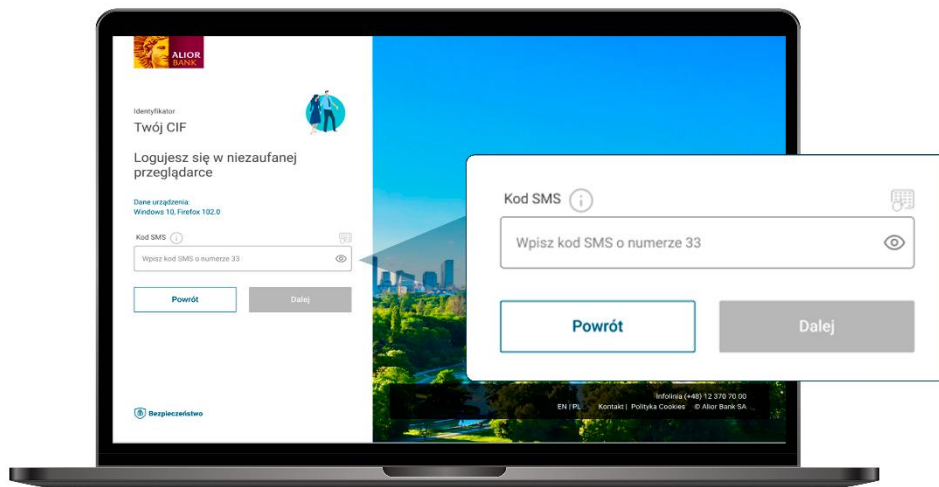 ALIOR
BANK
Identyfikator
Twój CIF
Logujesz się w niezaufanej
przeglądarce
Dane urządzenia:
Windows 10, Firefox 102.0
Kod SMS
Wpisz kod SMS o numerze 33
Powrót
Dalej
Bezpieczeństwo
Kod SMS
Wpisz kod SMS o numerze 33
Powrót
Dalej
Infolinia (+48) 12 370 70 00
EN | PL Kontakt | Polityka Cookies © Alior Bank SA